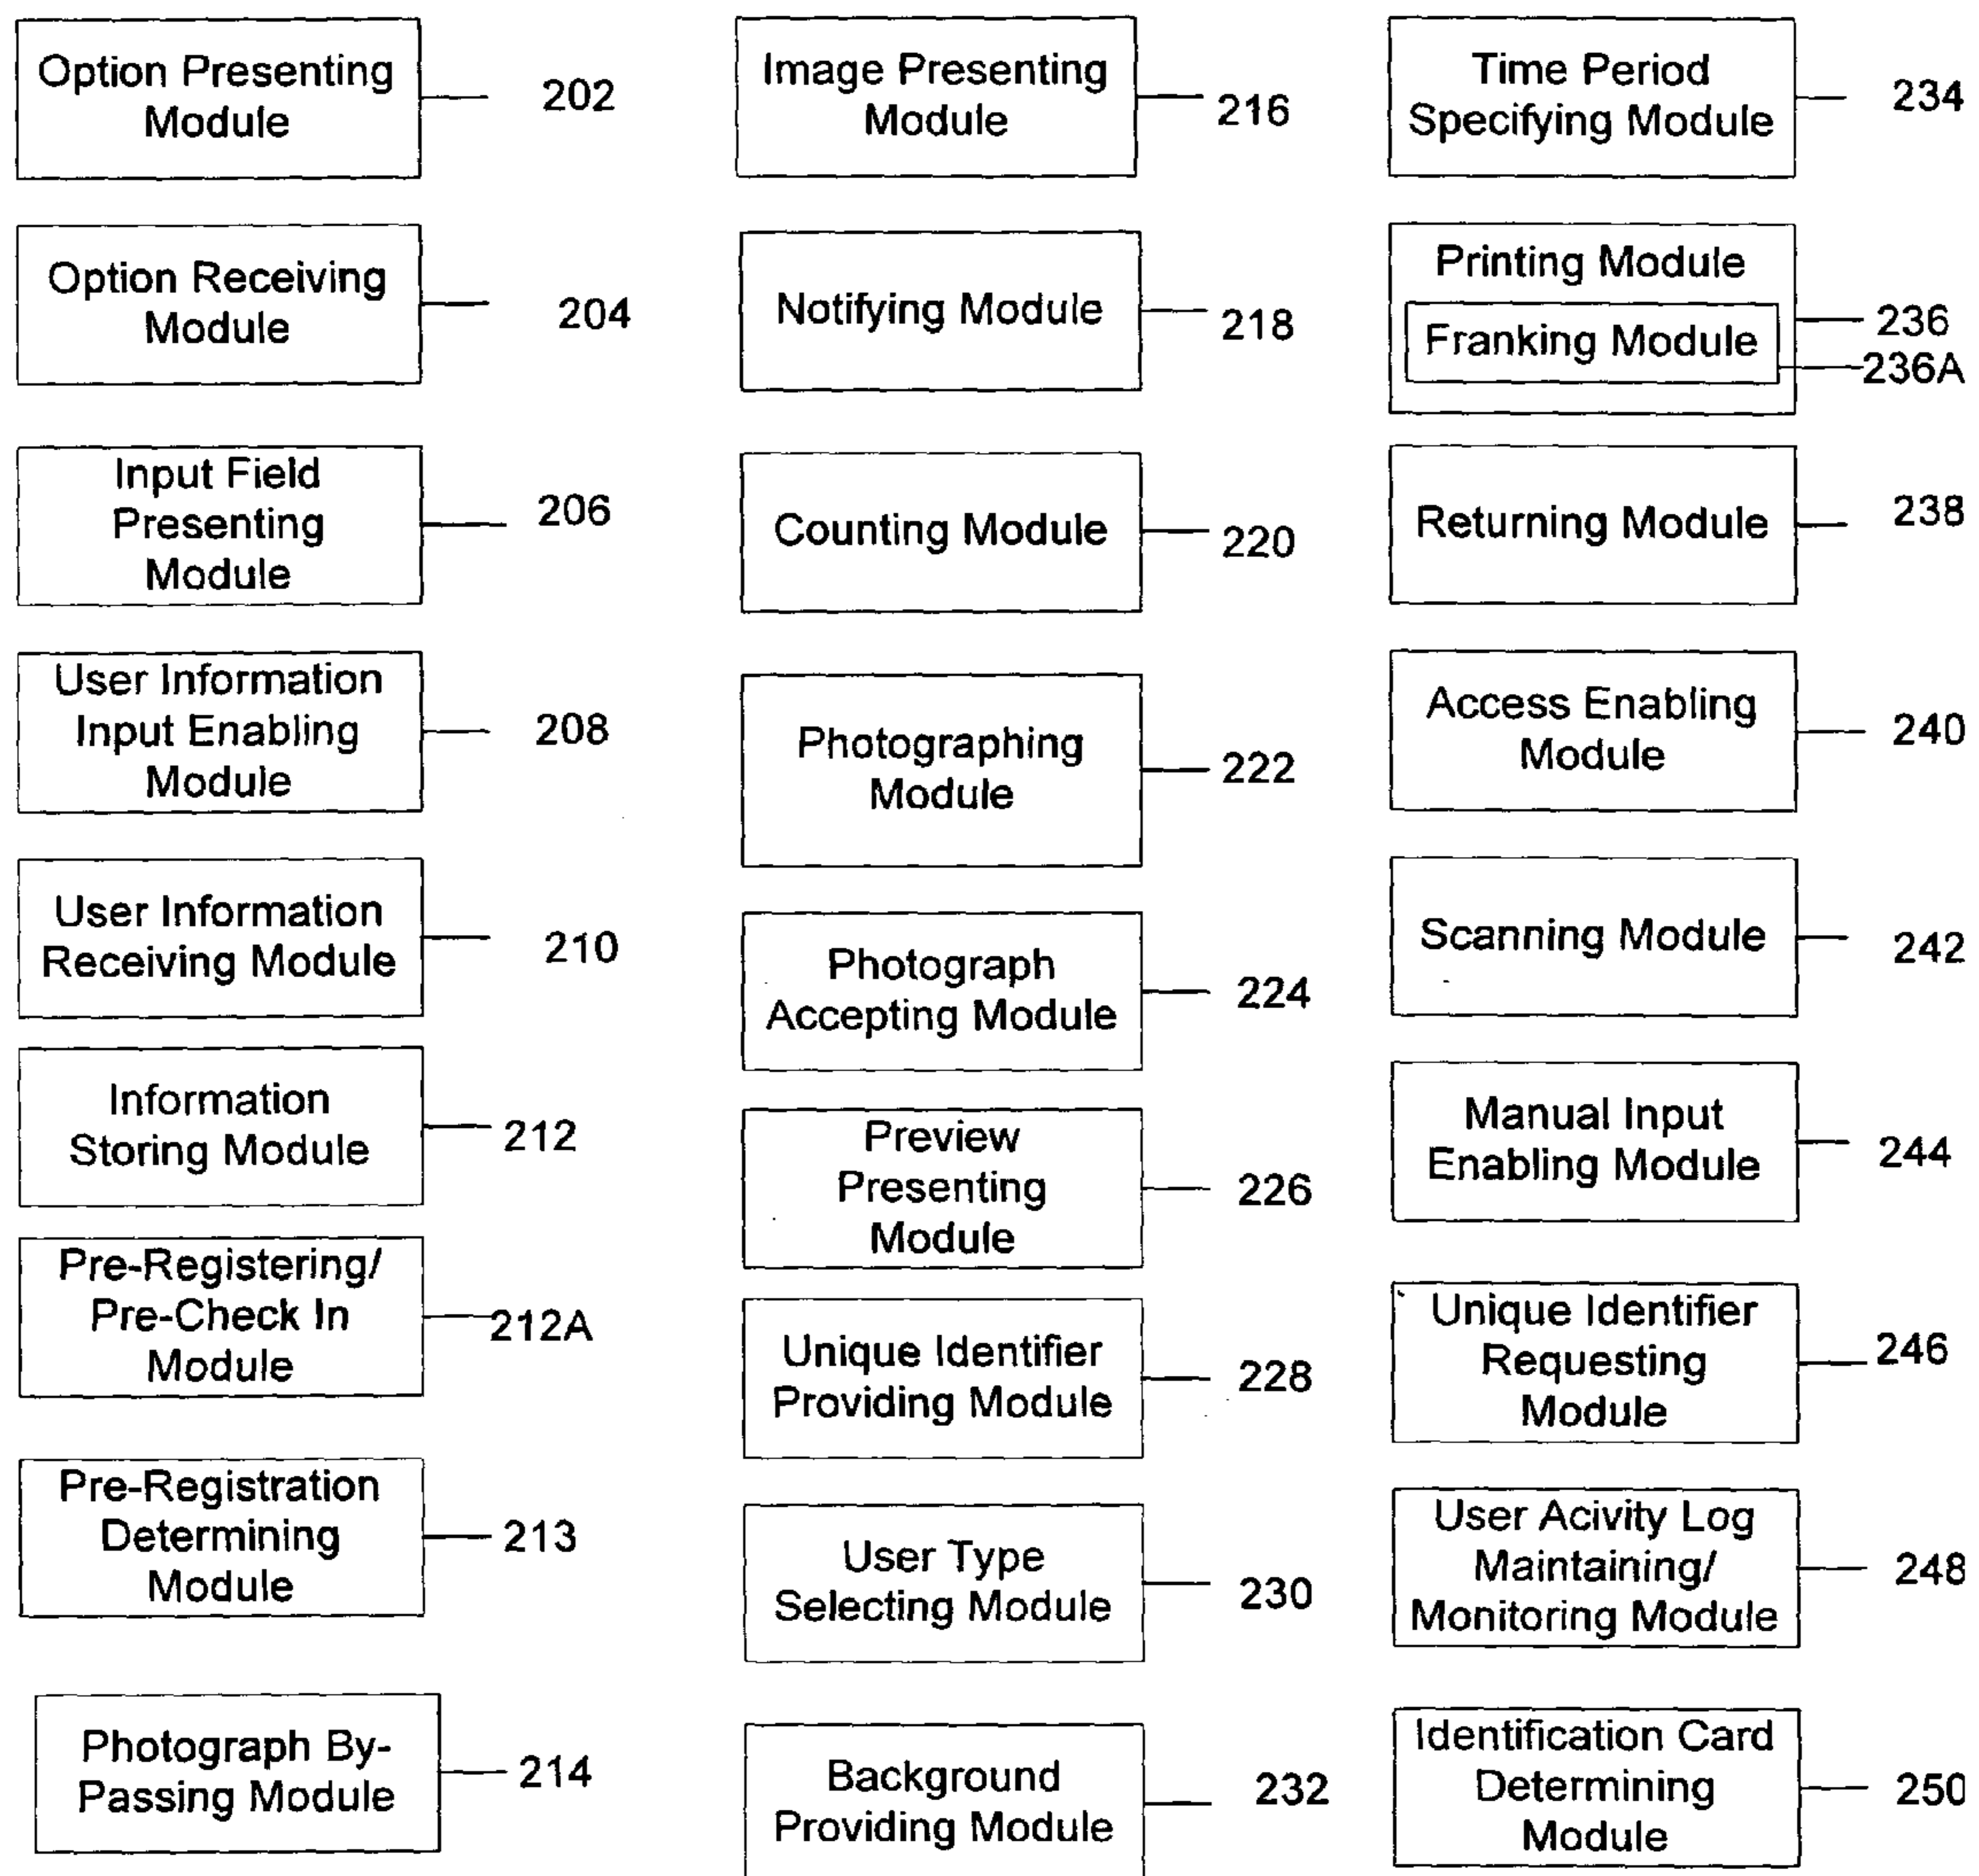 Option Presenting
Module
202
Option Receiving
Module
204
Input Field
Presenting
Module
206
User Information
Input Enabling
Module
208
User Information
Receiving Module
210
Information
Storing Module
212
Pre-Registering/
Pre-Check In
Module
212A
Pre-Registration
Determining
Module
213
Photograph By-
Passing Module
214
Image Presenting
Module
216
Notifying Module
218
Counting Module
220
Photographing
Module
222
Photograph
Accepting Module
224
Preview
Presenting
Module
226
Unique Identifier
Providing Module
228
User Type
Selecting Module
230
Background
Providing Module
232
Time Period
Specifying Module
234
Printing Module
236
Franking Module
236A
Returning Module
238
Access Enabling
Module
240
Scanning Module
242
Manual Input
Enabling Module
244
Unique Identifier
Requesting
Module
246
User Acivity Log
Maintaining/
Monitoring Module
248
Identification Card
Determining
Module
250